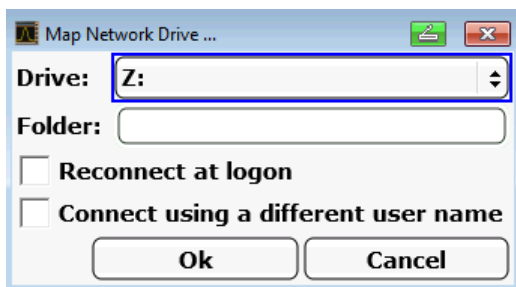 Map Network Drive ...
Drive: Z:
Folder:
Reconnect at logon
Connect using a different user name
Ok Cancel